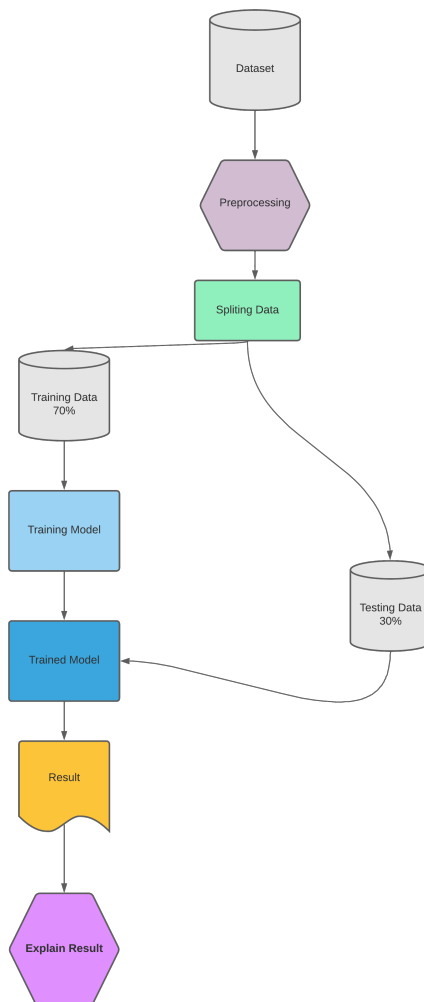 Dataset
Preprocessing
Spliting Data
Training Data
70%
Training Model
Testing Data
30%
Trained Model
Result
Explain Result